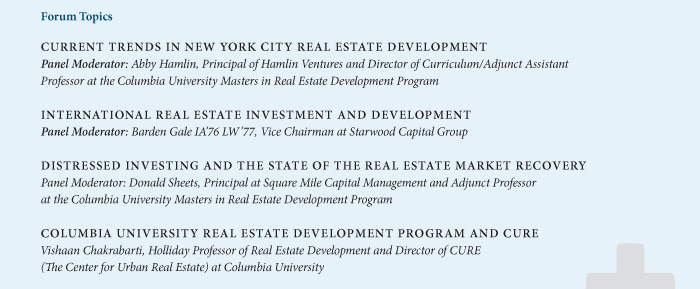 Forum Topics
CURRENT TRENDS IN NEW YORK CITY REAL ESTATE DEVELOPMENT
Panel Moderator: Abby Hamlin, Principal of Hamlin Ventures and Director of Curriculum/Adjunct Assistant
Professor at the Columbia University Masters in Real Estate Development Program
INTERNATIONAL REAL ESTATE INVESTMENT AND DEVELOPMENT
Panel Moderator: Barden Gale IA'76 LW'77, Vice Chairman at Starwood Capital Group
DISTRESSED INVESTING AND THE STATE OF THE REAL ESTATE MARKET RECOVERY
Panel Moderator: Donald Sheets, Principal at Square Mile Capital Management and Adjunct Professor
at the Columbia University Masters in Real Estate Development Program
COLUMBIA UNIVERSITY REAL ESTATE DEVELOPMENT PROGRAM AND CURE
Vishaan Chakrabarti, Holliday Professor of Real Estate Development and Director of CURE
(The Center for Urban Real Estate) at Columbia University